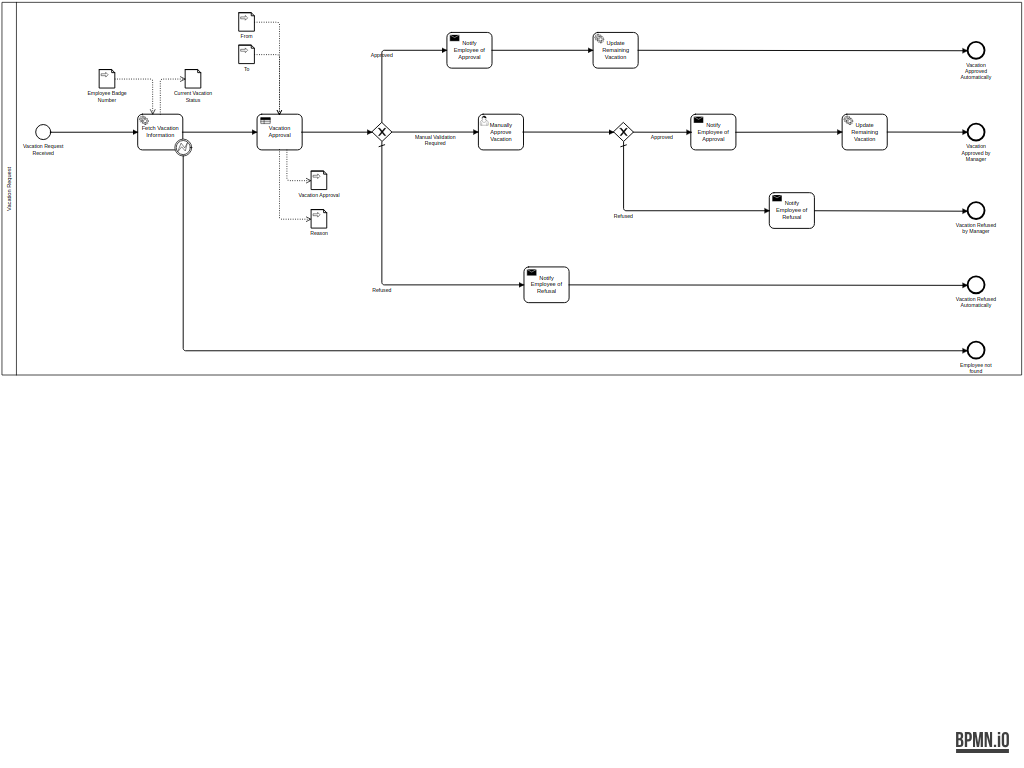 Vacation Request
Vacation Request
Received
Employee Badge
Number
Current Vacation
Status
Fetch Vacation
Information
From
To
Vacation
Approval
Vacation Approval
Reason
Approved
Notify
Employee of
Approval
Update
Remaining
Vacation
Vacation
Approved
Automatically
Manual Validation
Required
Manually
Approve
Vacation
Approved
Notify
Employee of
Approval
Update
Remaining
Vacation
Vacation
Approved by
Manager
Refused
Notify
Employee of
Refusal
Vacation Refused
by Manager
Refused
Notify
Employee of
Refusal
Vacation Refused
Automatically
Employee not
found
BPMN.iO